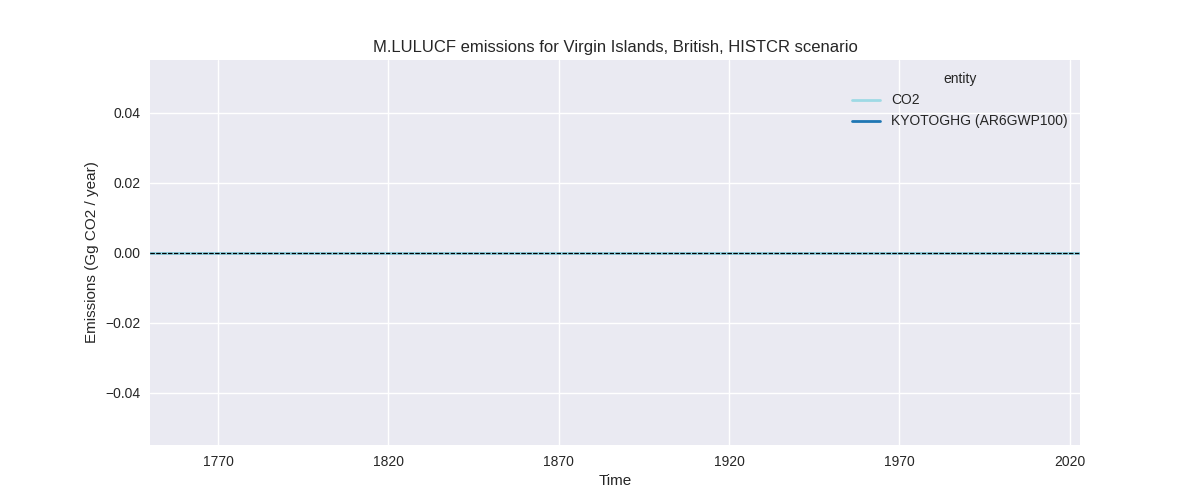 M.LULUCF emissions for Virgin Islands, British, HISTCR scenario
entity
CO2
KYOTOGHG (AR6GWP100)
Emissions (Gg CO2 / year)
0.04
0.02
0.00
−0.02
−0.04
1770
1820
1870
1920
1970
2020
Time